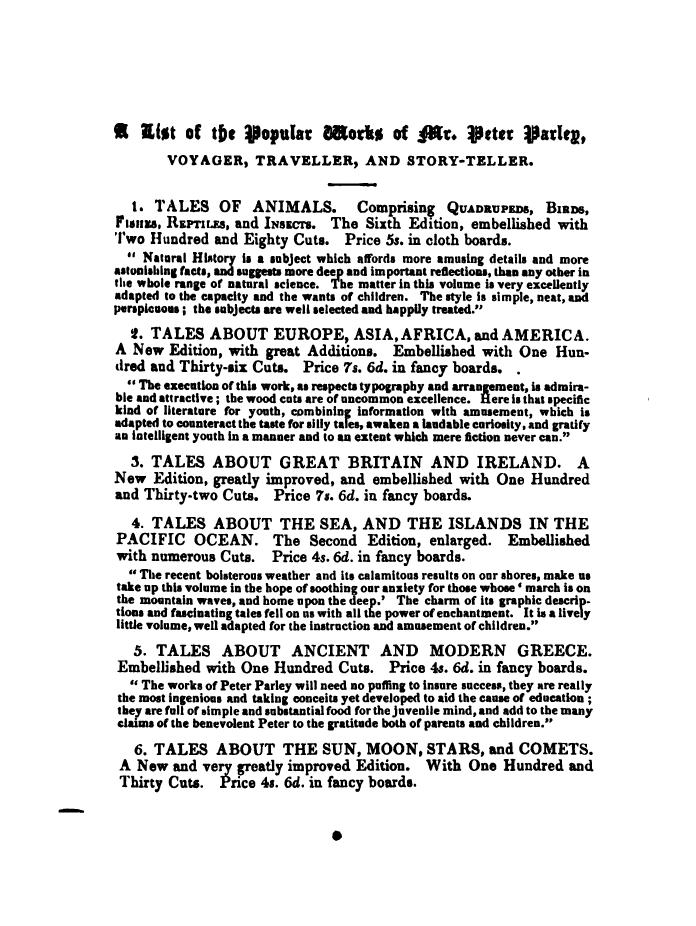 A List of the Popular Works of Mr. Peter Parley,
VOYAGER, TRAVELLER, AND STORY-TELLER.
1. TALES OF ANIMALS. Comprising QUADRUPEDS, BIRDS,
FISHES, REPTILES, and INSECTS. The Sixth Edition, embellished with
Two Hundred and Eighty Cuts. Price 5s. in cloth boards.
" Natural History is a subject which affords more amusing details and more
astonishing facts, and suggests more deep and important reflections, than any other in
the whole range of natural science. The matter in this volume is very excellently
adapted to the capacity and the wants of children. The style is simple, neat, and
perspicuous ; the subjects are well selected and happily treated."
2. TALES ABOUT EUROPE, ASIA, AFRICA, and AMERICA.
A New Edition, with great Additions. Embellished with One Hun-
dred and Thirty-six Cuts. Price 7s. 6d. in fancy boards.
" The execution of this work, as respects typography and arrangement, is admira-
ble and attractive ; the wood cuts are of uncommon excellence. Here is that specific
kind of literature for youth, combining information with amusement, which is
adapted to counteract the taste for silly tales, awaken a laudable curiosity, and gratify
an intelligent youth in a manner and to an extent which mere fiction never can."
3. TALES ABOUT GREAT BRITAIN AND IRELAND. A
New Edition, greatly improved, and embellished with One Hundred
and Thirty-two Cuts. Price 7s. 6d. in fancy boards.
4. TALES ABOUT THE SEA, AND THE ISLANDS IN THE
PACIFIC OCEAN. The Second Edition, enlarged. Embellished
with numerous Cuts. Price 4s. 6d. in fancy boards.
" The recent boisterous weather and its calamitous results on our shores, make us
take up this volume in the hope of soothing our anxiety for those whose ' march is on
the mountain waves, and home upon the deep.' The charm of its graphic descrip-
tions and fascinating tales fell on us with all the power of enchantment. It is a lively
little volume, well adapted for the instruction and amusement of children."
5. TALES ABOUT ANCIENT AND MODERN GREECE.
Embellished with One Hundred Cuts. Price 4s. 6d. in fancy boards.
" The works of Peter Parley will need no puffing to insure success, they are really
the most ingenious and taking conceits yet developed to aid the cause of education ;
they are full of simple and substantial food for the juvenile mind, and add to the many
claims of the benevolent Peter to the gratitude both of parents and children."
6. TALES ABOUT THE SUN, MOON, STARS, and COMETS.
A New and very greatly improved Edition. With One Hundred and
Thirty Cuts. Price 4s. 6d. in fancy boards.